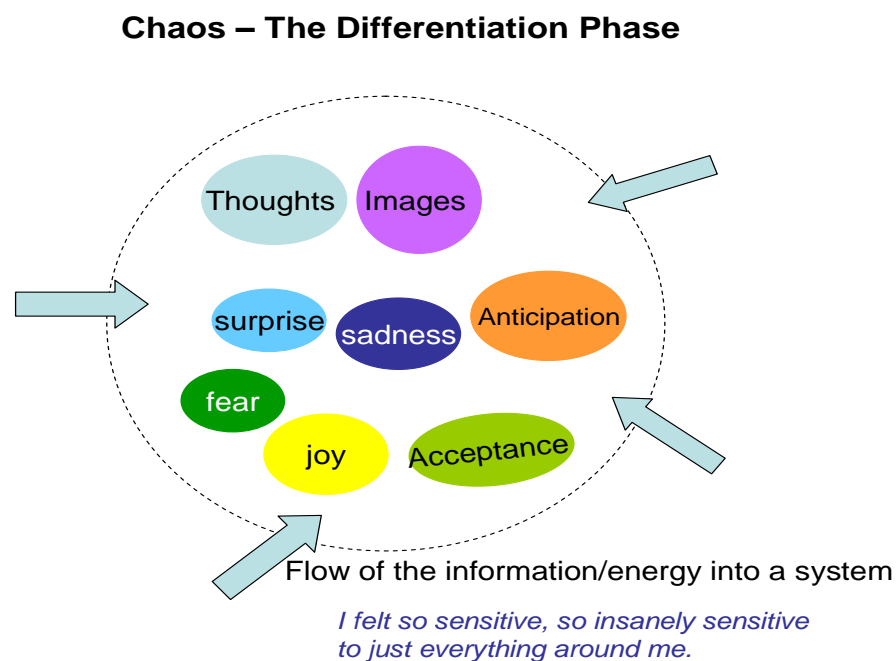 Chaos – The Differentiation Phase
Thoughts
Images
surprise
sadness
Anticipation
fear
joy
Acceptance
Flow of the information/energy into a system
I felt so sensitive, so insanely sensitive
to just everything around me.